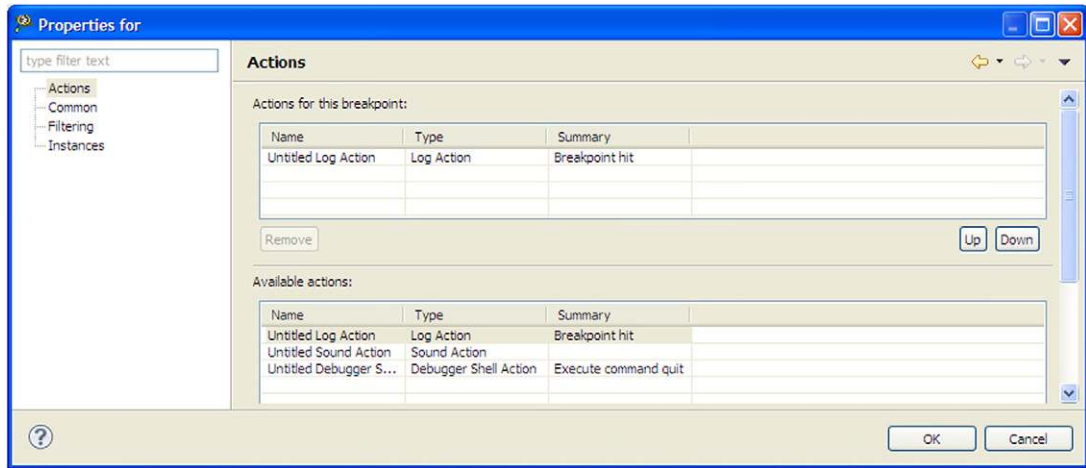 Properties for
type filter text
Actions
Common
Filtering
Instances
Actions
Actions for this breakpoint:
Name Type Summary
Untitled Log Action Log Action Breakpoint hit
Remove Up Down
Available actions:
Name Type Summary
Untitled Log Action Log Action Breakpoint hit
Untitled Sound Action Sound Action
Untitled Debugger S... Debugger Shell Action Execute command quit
? OK Cancel